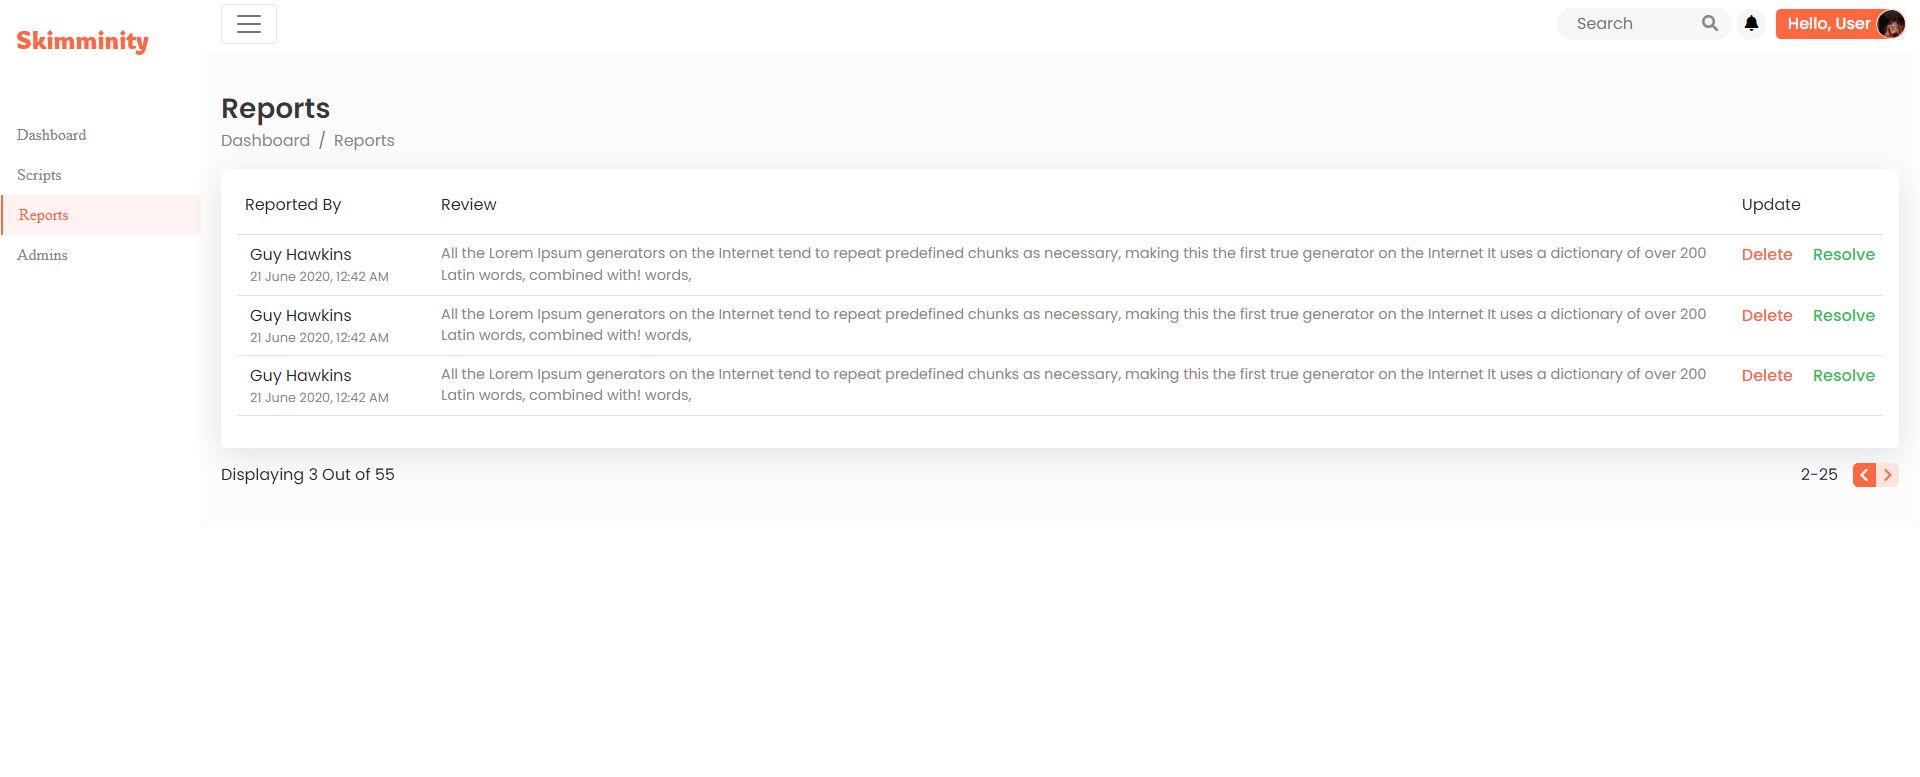 Skimminity
Search
Hello, User
Dashboard
Scripts
Reports
Admins
Reports
Dashboard / Reports
Reported By Review Update
Guy Hawkins
21 June 2020, 12:42 AM
All the Lorem Ipsum generators on the Internet tend to repeat predefined chunks as necessary, making this the first true generator on the Internet It uses a dictionary of over 200
Latin words, combined with! words,
Delete Resolve
Guy Hawkins
21 June 2020, 12:42 AM
All the Lorem Ipsum generators on the Internet tend to repeat predefined chunks as necessary, making this the first true generator on the Internet It uses a dictionary of over 200
Latin words, combined with! words,
Delete Resolve
Guy Hawkins
21 June 2020, 12:42 AM
All the Lorem Ipsum generators on the Internet tend to repeat predefined chunks as necessary, making this the first true generator on the Internet It uses a dictionary of over 200
Latin words, combined with! words,
Delete Resolve
Displaying 3 Out of 55
2-25